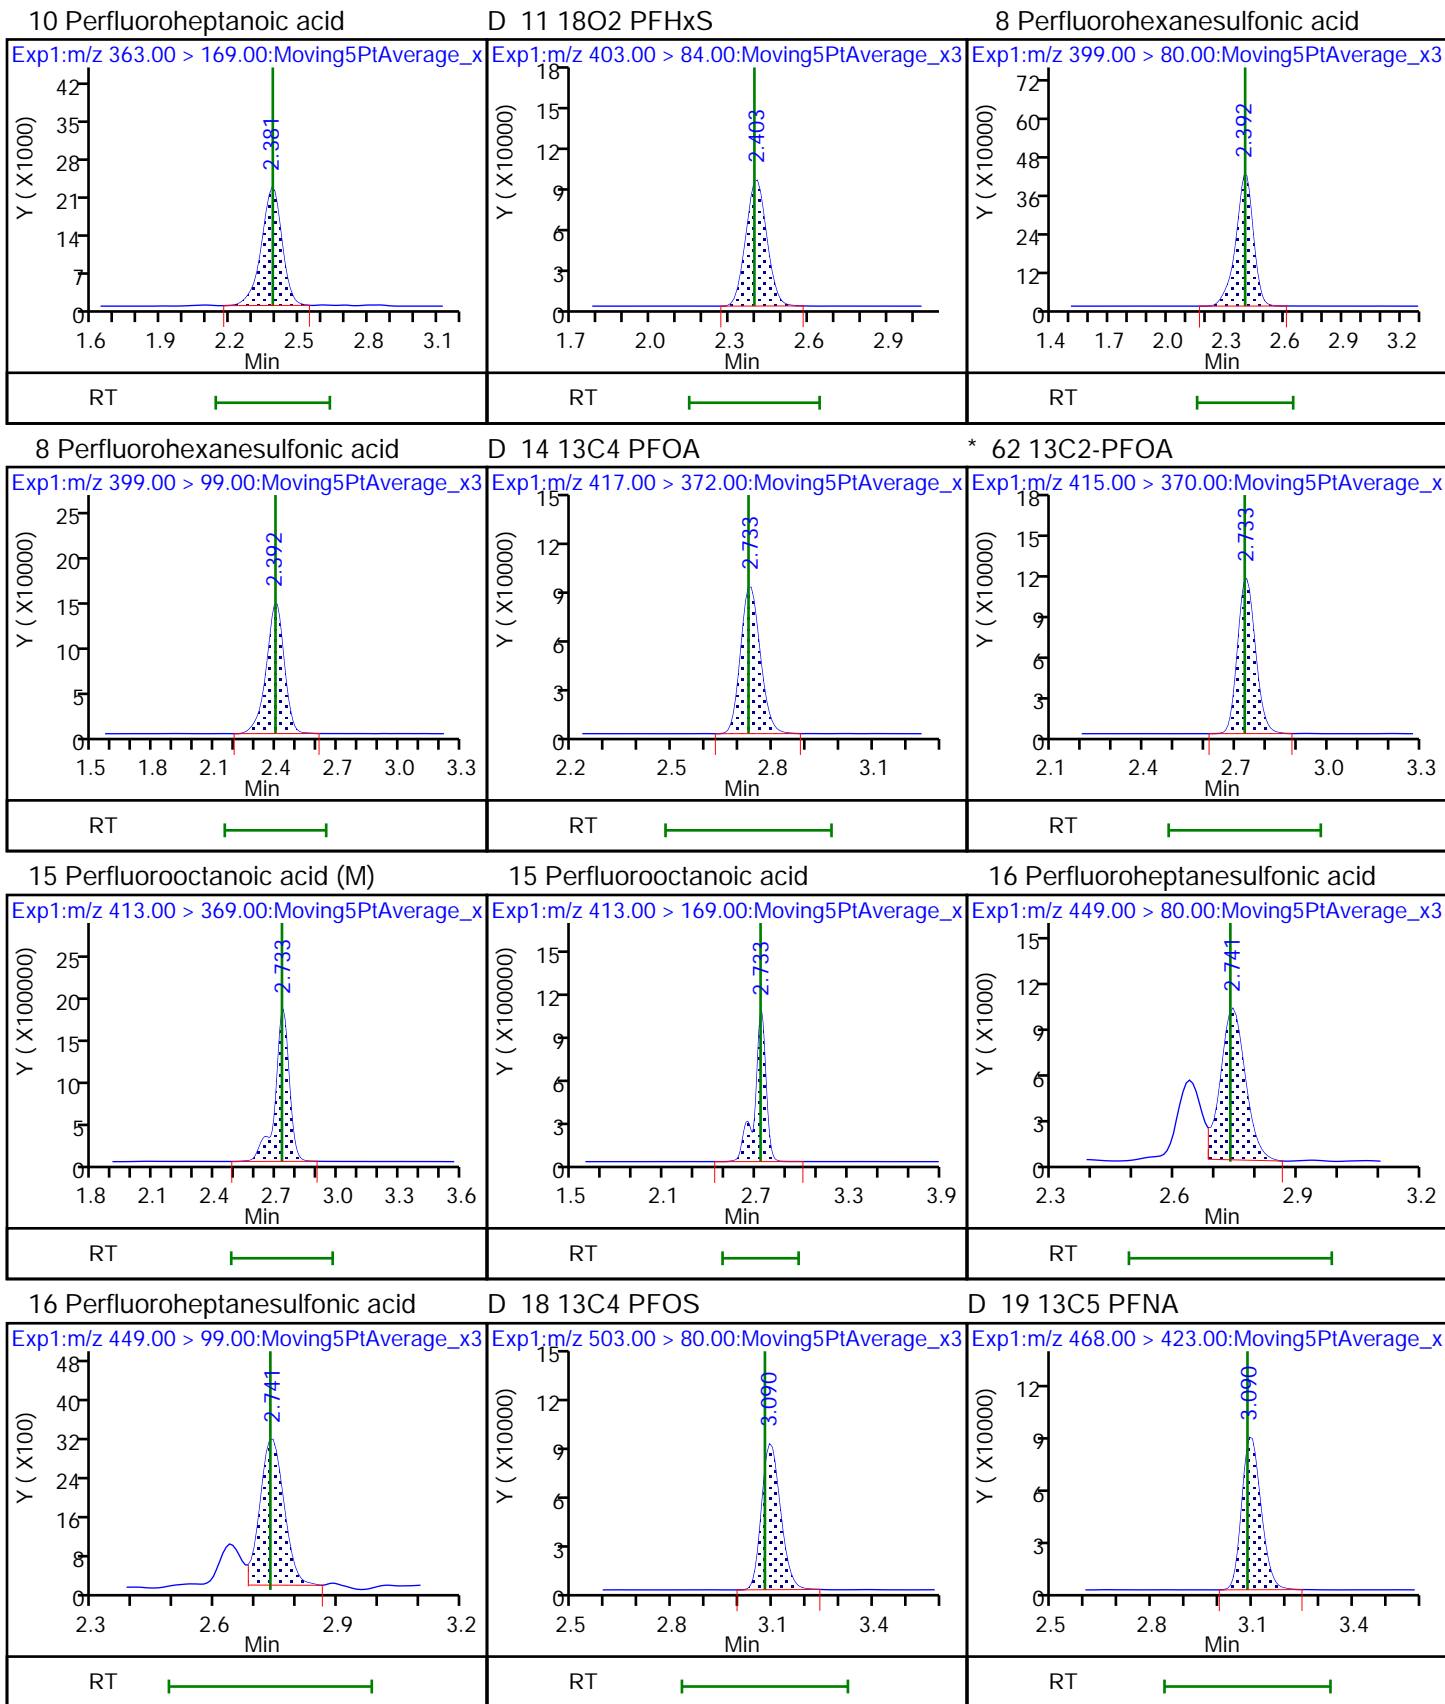 10 Perfluoroheptanoic acid
Exp1:m/z 363.00 > 169.00:Moving5PtAverage_x
Y ( X10000)
42
35
28
21
14
7
0
2.381
1.6 1.9 2.2 2.5 2.8 3.1
Min
RT
D 11 18O2 PFHxS
Exp1:m/z 403.00 > 84.00:Moving5PtAverage_x3
Y ( X10000)
18
15
12
9
6
3
0
2.403
1.7 2.0 2.3 2.6 2.9
Min
RT
8 Perfluorohexanesulfonic acid
Exp1:m/z 399.00 > 80.00:Moving5PtAverage_x3
Y ( X10000)
72
60
48
36
24
12
0
2.392
1.4 1.7 2.0 2.3 2.6 2.9 3.2
Min
RT
8 Perfluorohexanesulfonic acid
Exp1:m/z 399.00 > 99.00:Moving5PtAverage_x3
Y ( X10000)
25
20
15
10
5
0
2.392
1.5 1.8 2.1 2.4 2.7 3.0 3.3
Min
RT
D 14 13C4 PFOA
Exp1:m/z 417.00 > 372.00:Moving5PtAverage_x
Y ( X10000)
15
12
9
6
3
0
2.733
2.2 2.5 2.8 3.1
Min
RT
* 62 13C2-PFOA
Exp1:m/z 415.00 > 370.00:Moving5PtAverage_x
Y ( X10000)
18
15
12
9
6
3
0
2.733
2.1 2.4 2.7 3.0 3.3
Min
RT
15 Perfluorooctanoic acid (M)
Exp1:m/z 413.00 > 369.00:Moving5PtAverage_x
Y ( X100000)
25
20
15
10
5
0
2.733
1.8 2.1 2.4 2.7 3.0 3.3 3.6
Min
RT
15 Perfluorooctanoic acid
Exp1:m/z 413.00 > 169.00:Moving5PtAverage_x
Y ( X100000)
15
12
9
6
3
0
2.733
1.5 2.1 2.7 3.3 3.9
Min
RT
16 Perfluoroheptanesulfonic acid
Exp1:m/z 449.00 > 80.00:Moving5PtAverage_x3
Y ( X1000)
15
12
9
6
3
0
2.741
2.3 2.6 2.9 3.2
Min
RT
16 Perfluoroheptanesulfonic acid
Exp1:m/z 449.00 > 99.00:Moving5PtAverage_x3
Y ( X100)
48
40
32
24
16
8
0
2.741
2.3 2.6 2.9 3.2
Min
RT
D 18 13C4 PFOS
Exp1:m/z 503.00 > 80.00:Moving5PtAverage_x3
Y ( X10000)
15
12
9
6
3
0
3.090
2.5 2.8 3.1 3.4
Min
RT
D 19 13C5 PFNA
Exp1:m/z 468.00 > 423.00:Moving5PtAverage_x
Y ( X10000)
12
9
6
3
0
3.090
2.5 2.8 3.1 3.4
Min
RT